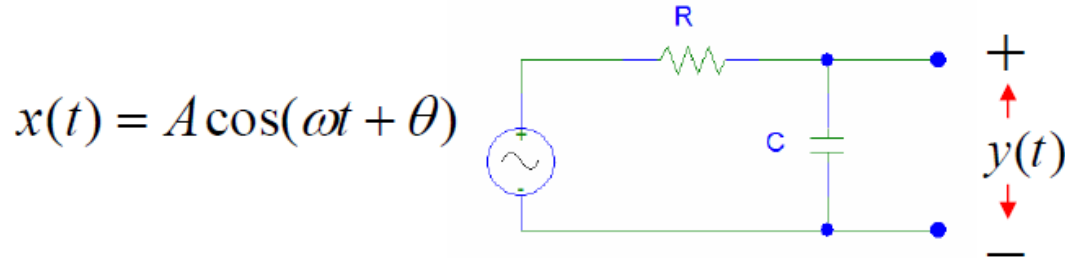 x(t) = A cos(ωt + θ)
R
C
+
y(t)
−